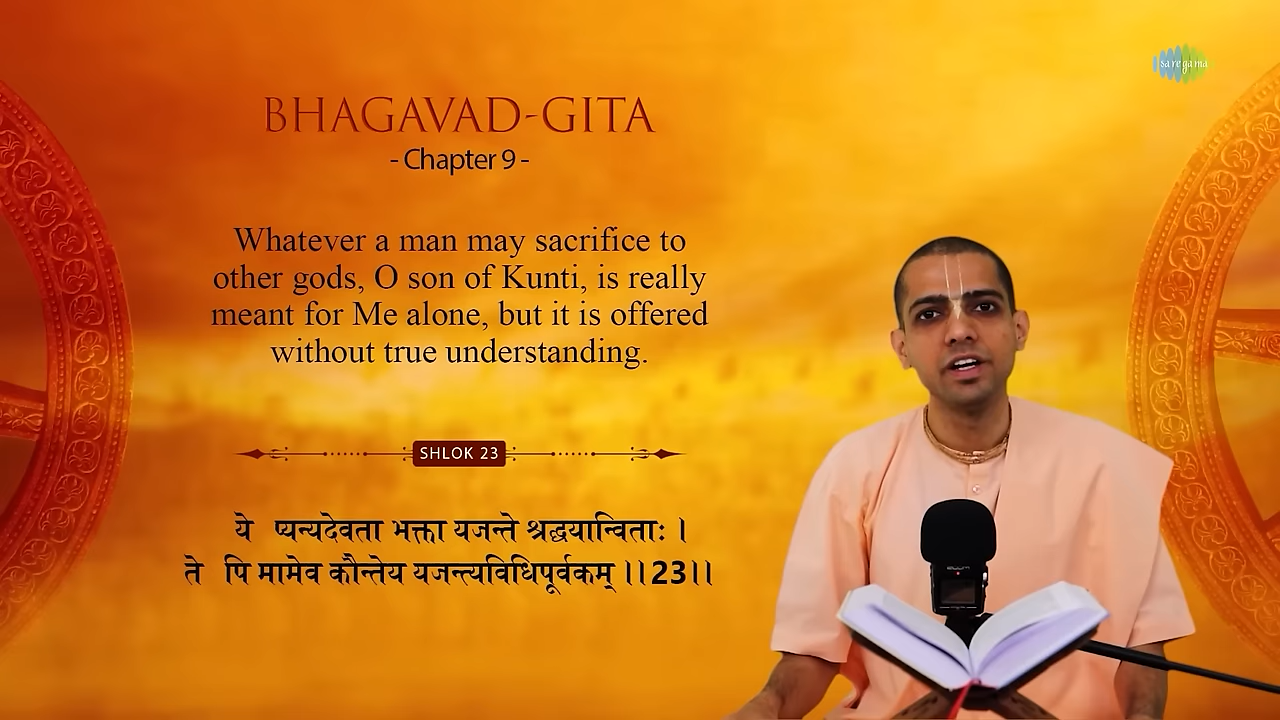 saregama
BHAGAVAD-GITA
- Chapter 9 -
Whatever a man may sacrifice to
other gods, O son of Kunti, is really
meant for Me alone, but it is offered
without true understanding.
SHLOK 23
ये प्यन्यदेवता भक्ता यजन्ते श्रद्धयान्विताः ।
ते पि मामेव कौन्तेय यजन्त्यविधिपूर्वकम् ।।23।।
zoom